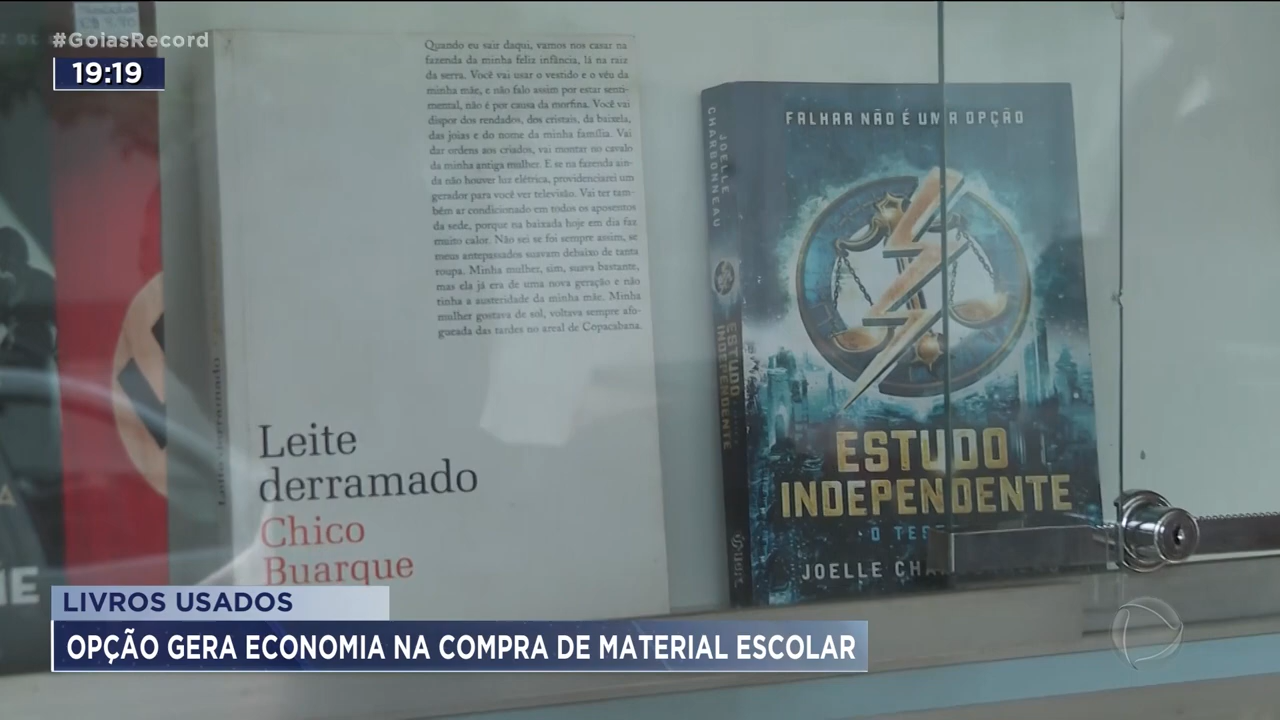 #GoiasRecord
19:19
Quando eu sair daqui, vamos nos casar na
fazenda da minha feliz infância, lá na raiz
da serra. Você vai usar o vestido e o véu da
minha mãe, e não falo assim por estar senti-
mental, não é por causa da morfina. Você vai
dispor dos rendados, dos cristais, da baixela,
das joias e do nome da minha família. Vai
dar ordens aos criados, vai montar no cavalo
da minha antiga mulher. E se na fazenda ain-
da não houver luz elétrica, providenciarei um
gerador para você ver televisão. Vai ter tam-
bém ar condicionado em todos os aposentos
da sede, porque na baixada hoje em dia faz
muito calor. Não sei se foi sempre assim, se
meus antepassados suavam debaixo de tanta
roupa. Minha mulher, sim, suava bastante,
mas ela já era de uma nova geração e não
tinha a austeridade da minha mãe. Minha
mulher gostava de sol, voltava sempre afo-
gueada das tardes no areal de Copacabana.
Leite
derramado
Chico
Buarque
Leite derramado
JOELLE
CHARBONNEAU
ESTUDO
INDEPENDENTE
FALHAR NÃO É UMA OPÇÃO
ESTUDO
INDEPENDENTE
O TES
JOELLE CHA
LIVROS USADOS
OPÇÃO GERA ECONOMIA NA COMPRA DE MATERIAL ESCOLAR